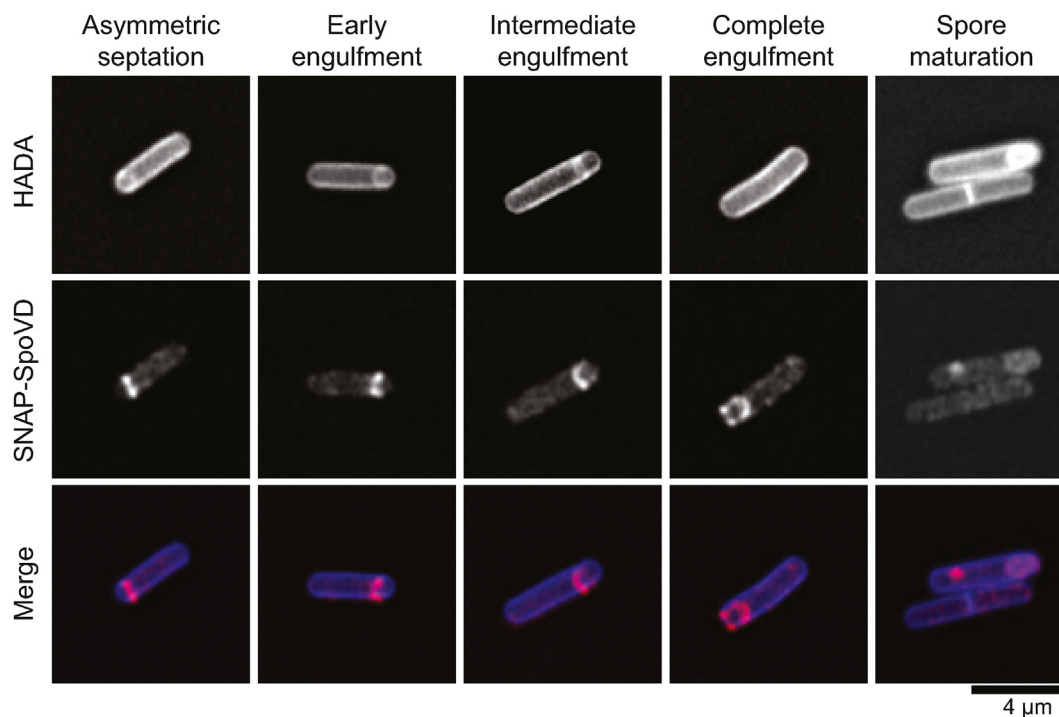 Asymmetric
septation
Early
engulfment
Intermediate
engulfment
Complete
engulfment
Spore
maturation
HADA
SNAP-SpoVD
Merge
4 µm